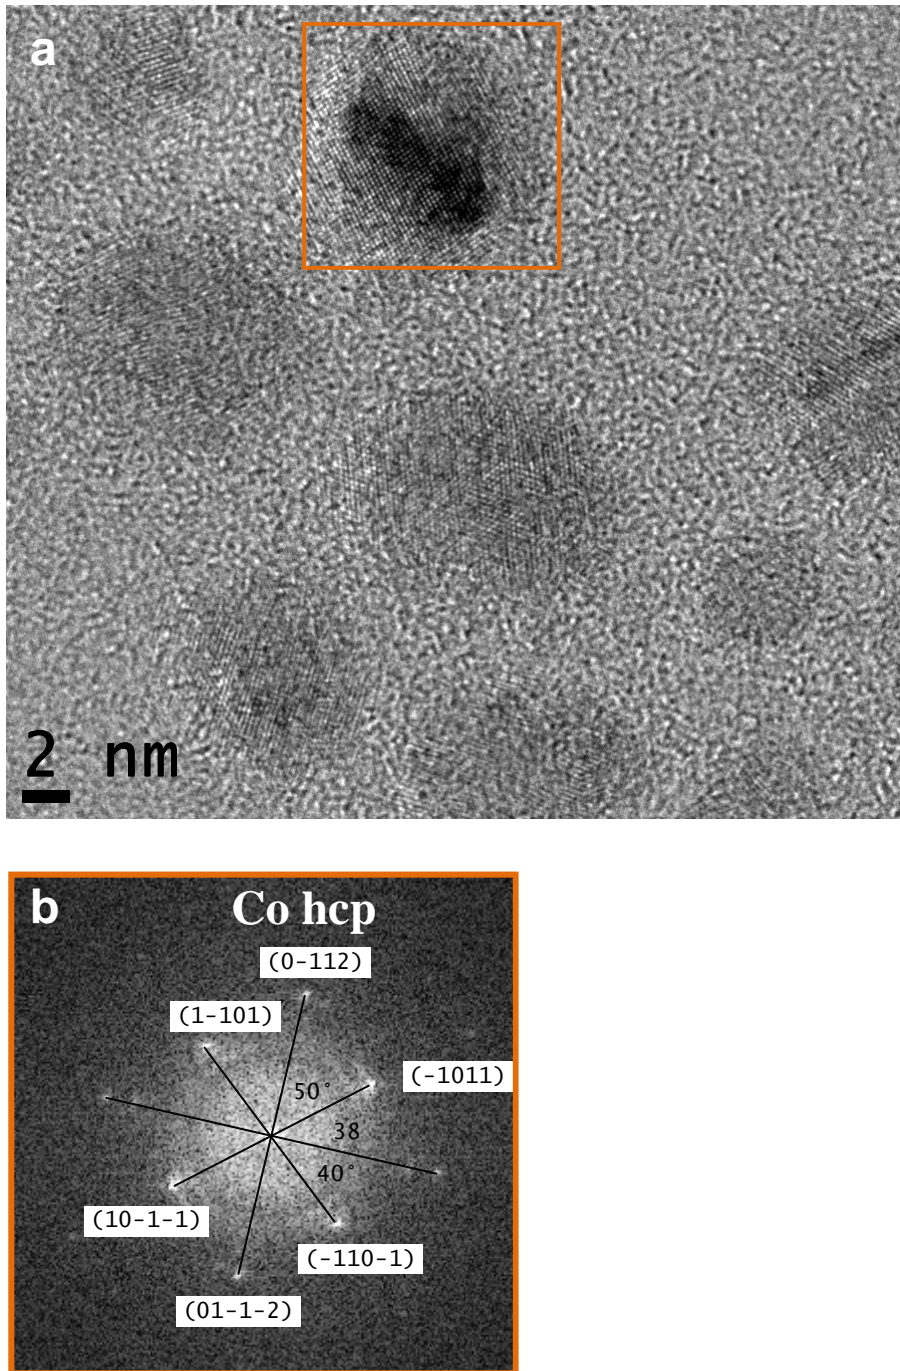 a
2 nm
b
Co hcp
(0-112)
(1-101)
(-1011)
50°
38
40°
(10-1-1)
(-110-1)
(01-1-2)